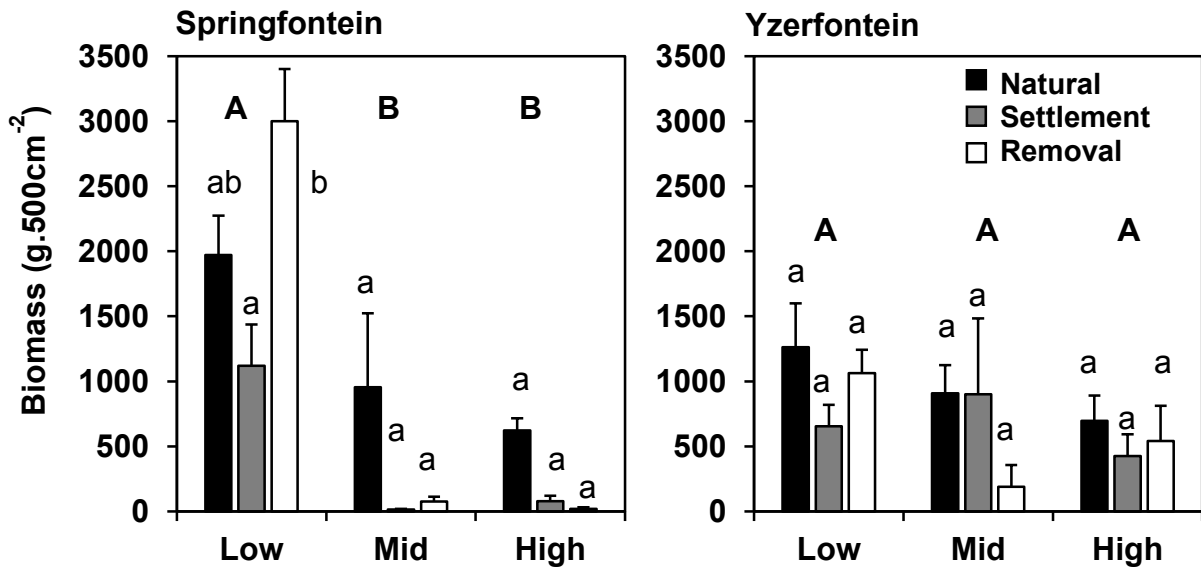 Springfontein
Biomass (g.500cm⁻²)
3500
3000
2500
2000
1500
1000
500
0
A
B
B
ab
a
b
a
a
a
a
a
a
Low
Mid
High
Yzerfontein
3500
3000
2500
2000
1500
1000
500
0
Natural
Settlement
Removal
A
A
A
a
a
a
a
a
a
a
a
a
Low
Mid
High